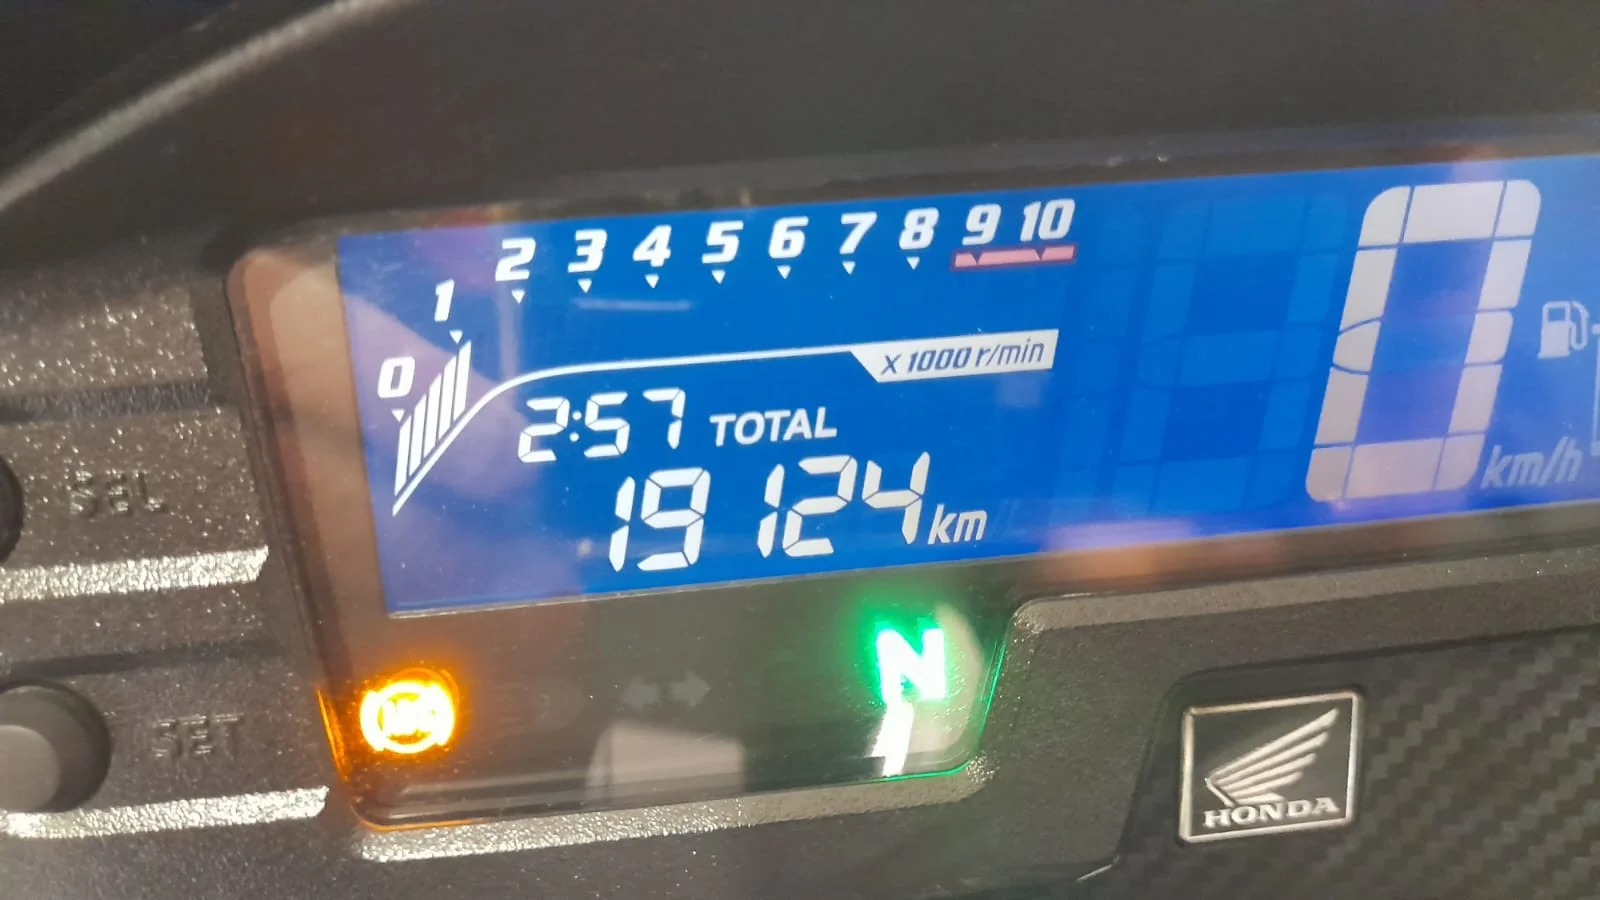 0 1 2 3 4 5 6 7 8 9 10
x 1000 r/min
2:57 TOTAL
19124 km
0 km/h
SEL
SET
N
HONDA